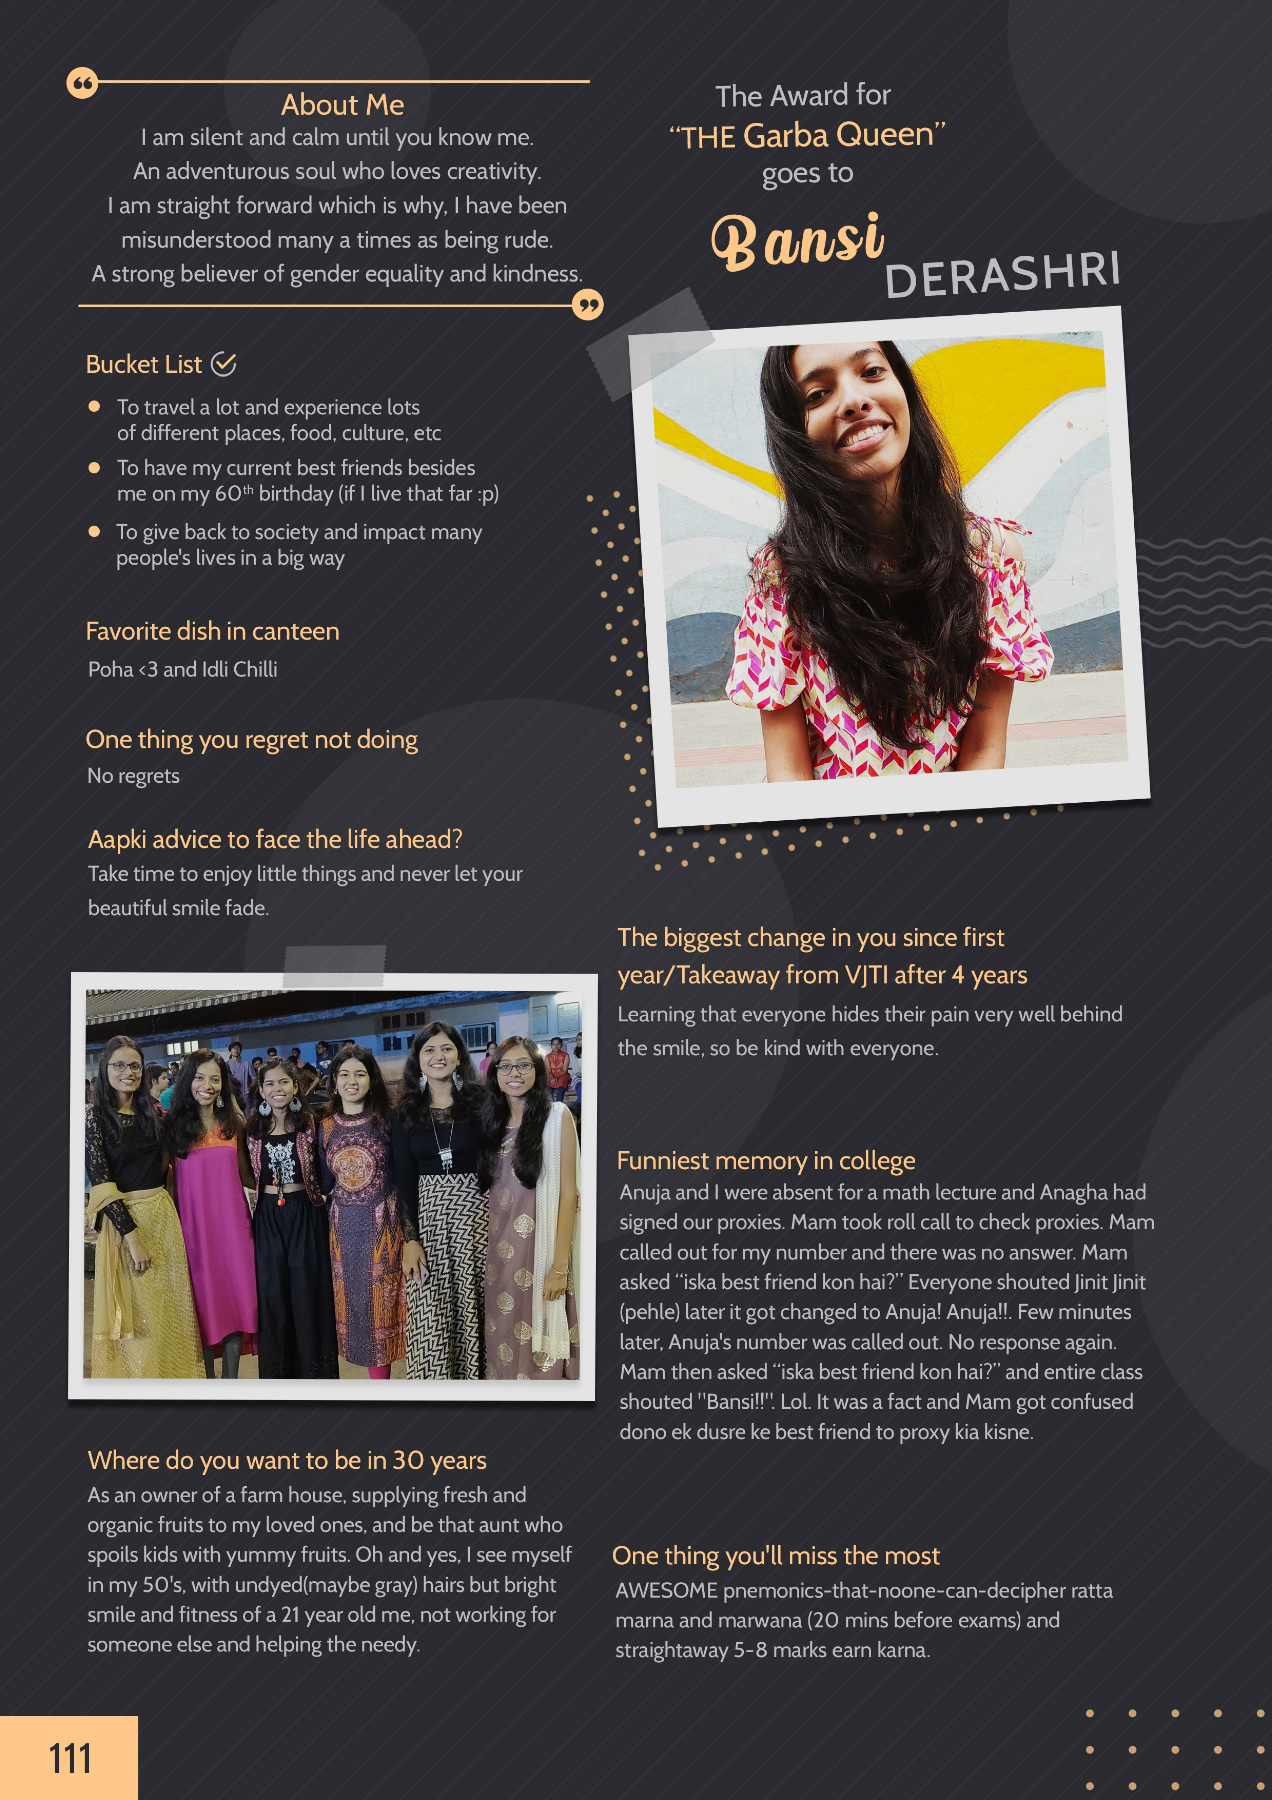 About Me
I am silent and calm until you know me.
An adventurous soul who loves creativity.
I am straight forward which is why, I have been
misunderstood many a times as being rude.
A strong believer of gender equality and kindness.
The Award for
“THE Garba Queen”
goes to
Bansi
DERASHRI
Bucket List
To travel a lot and experience lots
of different places, food, culture, etc
To have my current best friends besides
me on my 60th birthday (if I live that far :p)
To give back to society and impact many
people's lives in a big way
Favorite dish in canteen
Poha <3 and Idli Chilli
One thing you regret not doing
No regrets
Aapki advice to face the life ahead?
Take time to enjoy little things and never let your
beautiful smile fade.
Where do you want to be in 30 years
As an owner of a farm house, supplying fresh and
organic fruits to my loved ones, and be that aunt who
spoils kids with yummy fruits. Oh and yes, I see myself
in my 50's, with undyed(maybe gray) hairs but bright
smile and fitness of a 21 year old me, not working for
someone else and helping the needy.
The biggest change in you since first
year/Takeaway from VJTI after 4 years
Learning that everyone hides their pain very well behind
the smile, so be kind with everyone.
Funniest memory in college
Anuja and I were absent for a math lecture and Anagha had
signed our proxies. Mam took roll call to check proxies. Mam
called out for my number and there was no answer. Mam
asked “iska best friend kon hai?” Everyone shouted Jinit Jinit
(pehle) later it got changed to Anuja! Anuja!!. Few minutes
later, Anuja's number was called out. No response again.
Mam then asked “iska best friend kon hai?” and entire class
shouted "Bansi!!". Lol. It was a fact and Mam got confused
dono ek dusre ke best friend to proxy kia kisne.
One thing you'll miss the most
AWESOME pnemonics-that-noone-can-decipher ratta
marna and marwana (20 mins before exams) and
straightaway 5-8 marks earn karna.
111